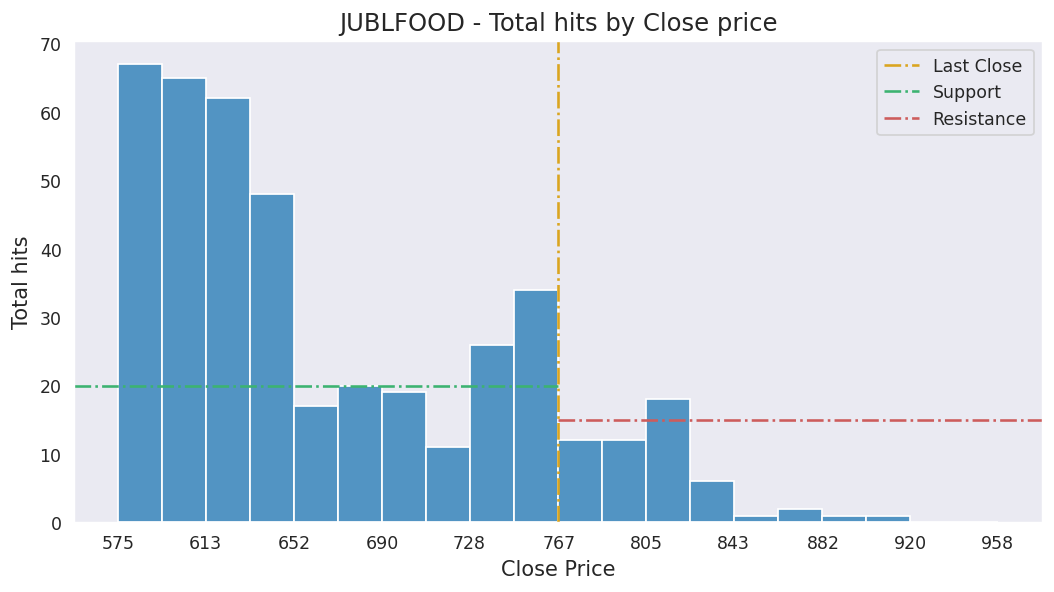 JUBLFOOD - Total hits by Close price
Last Close
Support
Resistance
Total hits
70
60
50
40
30
20
10
0
575 613 652 690 728 767 805 843 882 920 958
Close Price